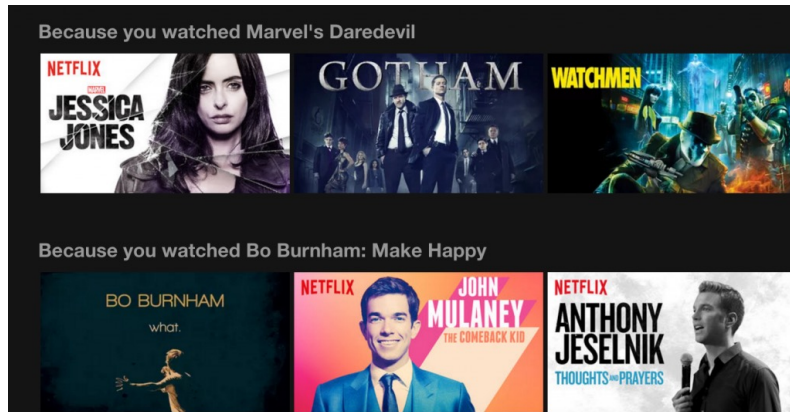 Because you watched Marvel's Daredevil
NETFLIX
MARVEL
JESSICA
JONES
GOTHAM
WATCHMEN
Because you watched Bo Burnham: Make Happy
BO BURNHAM
what.
NETFLIX
JOHN
MULANEY
THE COMEBACK KID
NETFLIX
ANTHONY
JESELNIK
THOUGHTS AND PRAYERS